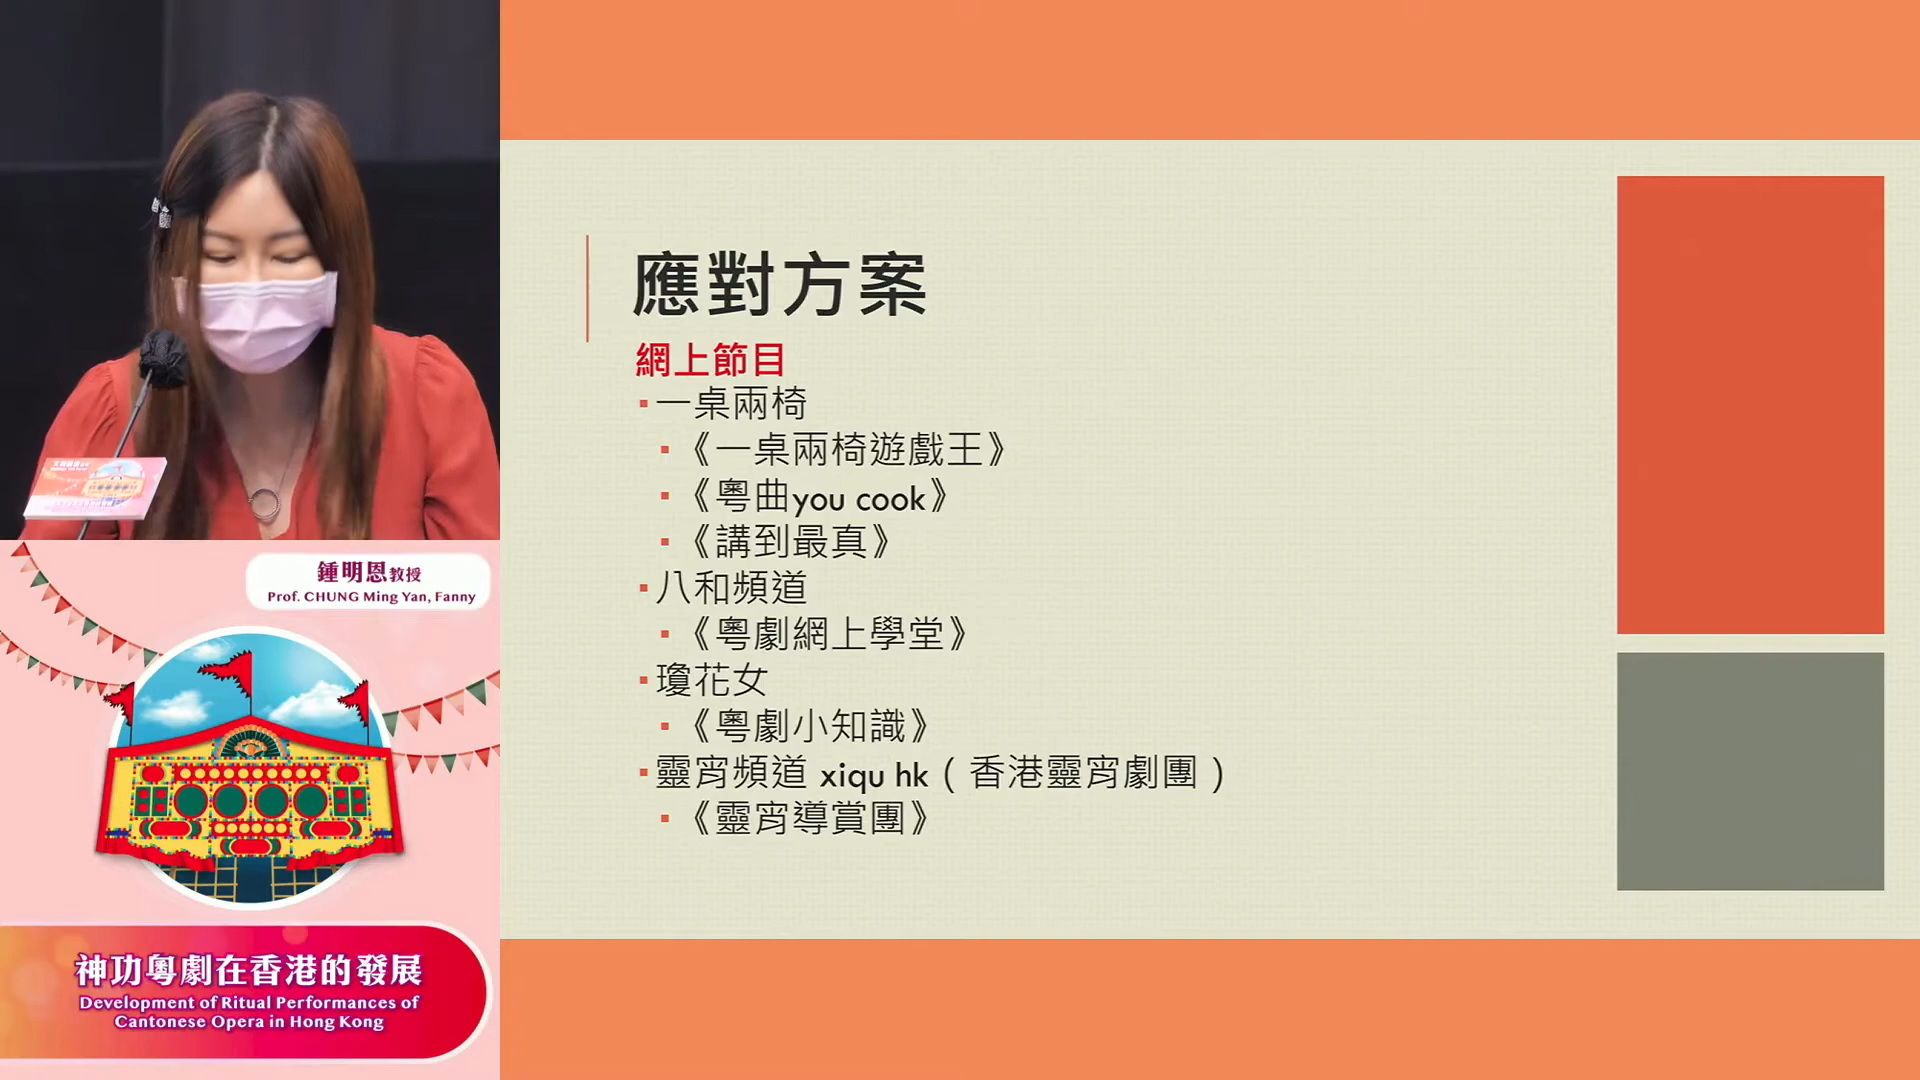 應對方案
網上節目
一桌兩椅
《一桌兩椅遊戲王》
《粵曲you cook》
《講到最真》
八和頻道
《粵劇網上學堂》
瓊花女
《粵劇小知識》
靈宵頻道 xiqu hk（香港靈宵劇團）
《靈宵導賞團》
鍾明恩教授
Prof. CHUNG Ming Yan, Fanny
神功粵劇在香港的發展
Development of Ritual Performances of
Cantonese Opera in Hong Kong